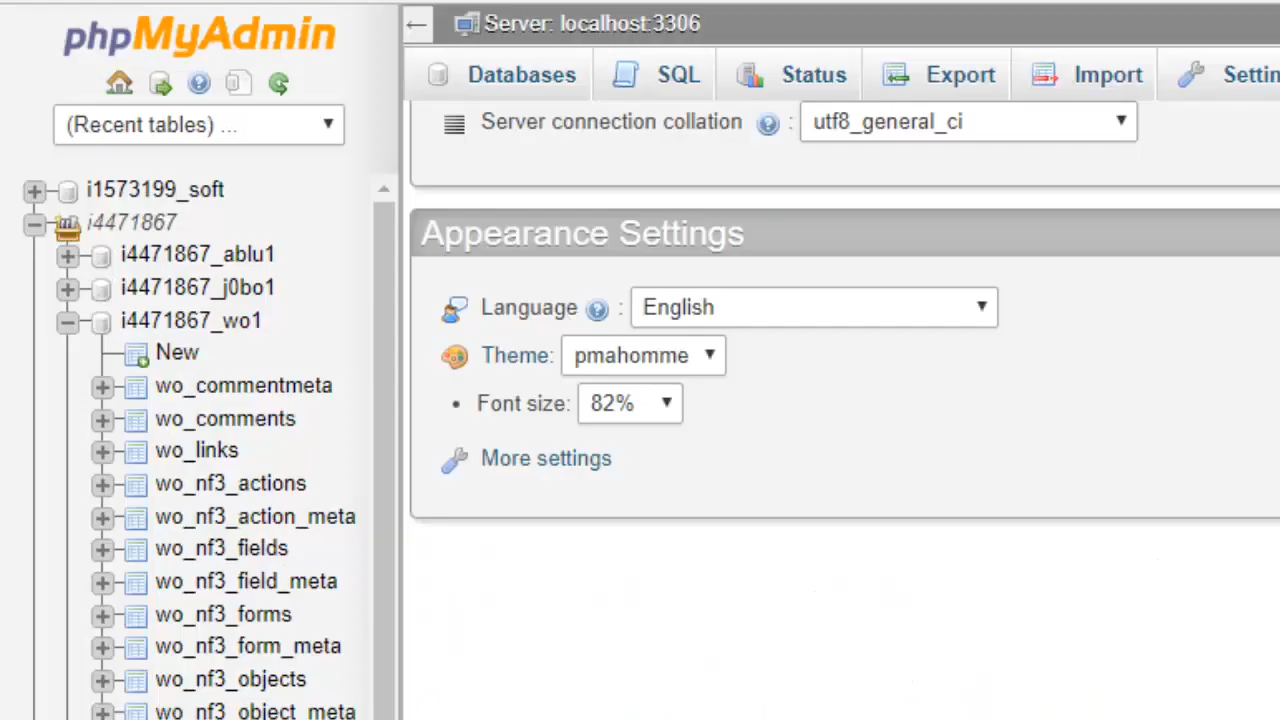 phpMyAdmin
(Recent tables) ...
i1573199_soft
i4471867
i4471867_ablu1
i4471867_j0bo1
i4471867_wo1
New
wo_commentmeta
wo_comments
wo_links
wo_nf3_actions
wo_nf3_action_meta
wo_nf3_fields
wo_nf3_field_meta
wo_nf3_forms
wo_nf3_form_meta
wo_nf3_objects
wo_nf3_object_meta
Server: localhost:3306
Databases SQL Status Export Import Settin
Server connection collation : utf8_general_ci
Appearance Settings
Language : English
Theme: pmahomme
• Font size: 82%
More settings